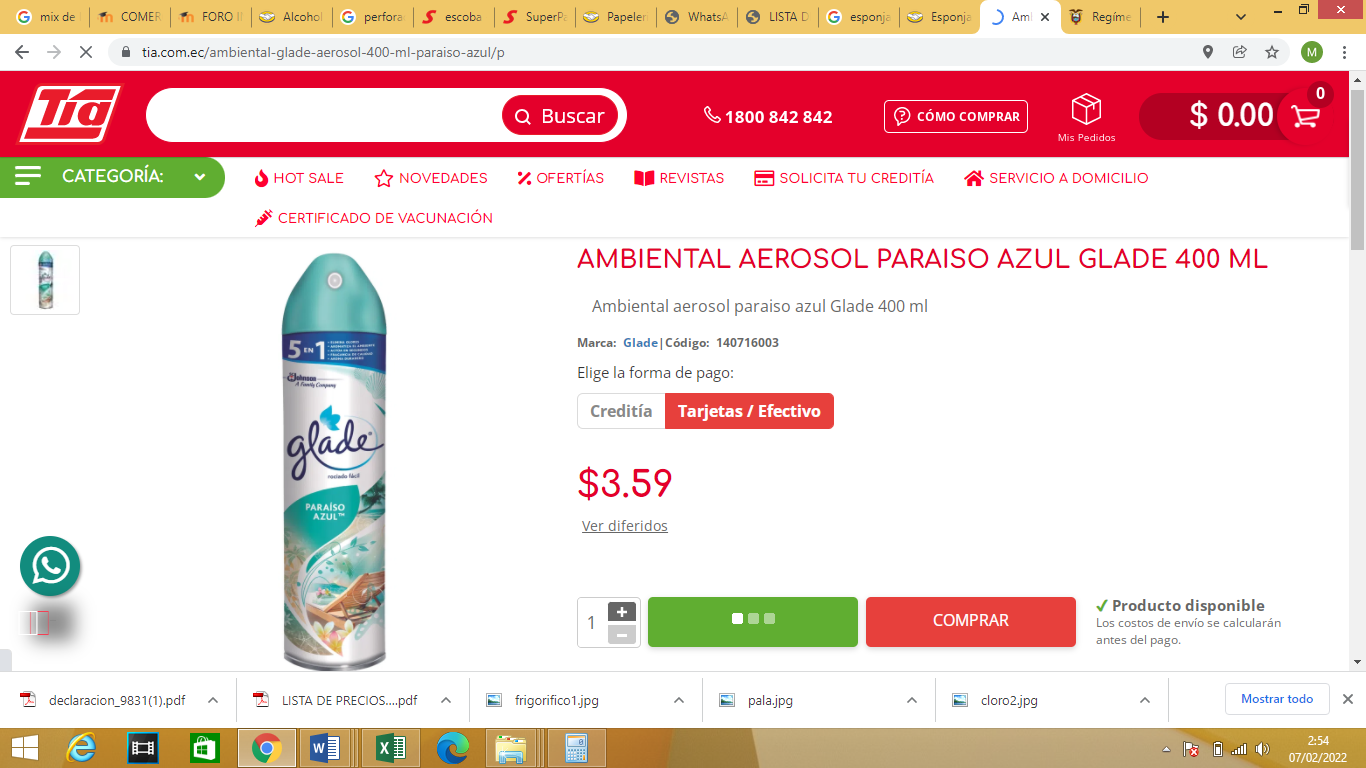 mix de
COMER
FORO I
Alcohol
perfora
escoba
SuperPa
Papeler
WhatsA
LISTA D
esponja
Esponja
Am
Regíme
tia.com.ec/ambiental-glade-aerosol-400-ml-paraiso-azul/p
M
Tía
Buscar
1800 842 842
CÓMO COMPRAR
Mis Pedidos
$ 0.00
0
CATEGORÍA:
HOT SALE
NOVEDADES
OFERTÍAS
REVISTAS
SOLICITA TU CREDITÍA
SERVICIO A DOMICILIO
CERTIFICADO DE VACUNACIÓN
AMBIENTAL AEROSOL PARAISO AZUL GLADE 400 ML
Ambiental aerosol paraiso azul Glade 400 ml
Marca: Glade|Código: 140716003
Elige la forma de pago:
Creditía
Tarjetas / Efectivo
$3.59
Ver diferidos
5 EN 1
Johnson
A Family Company
glade
rociado fácil
PARAÍSO
AZUL™
1
COMPRAR
Producto disponible
Los costos de envío se calcularán
antes del pago.
declaracion_9831(1).pdf
LISTA DE PRECIOS....pdf
frigorifico1.jpg
pala.jpg
cloro2.jpg
Mostrar todo
2:54
07/02/2022